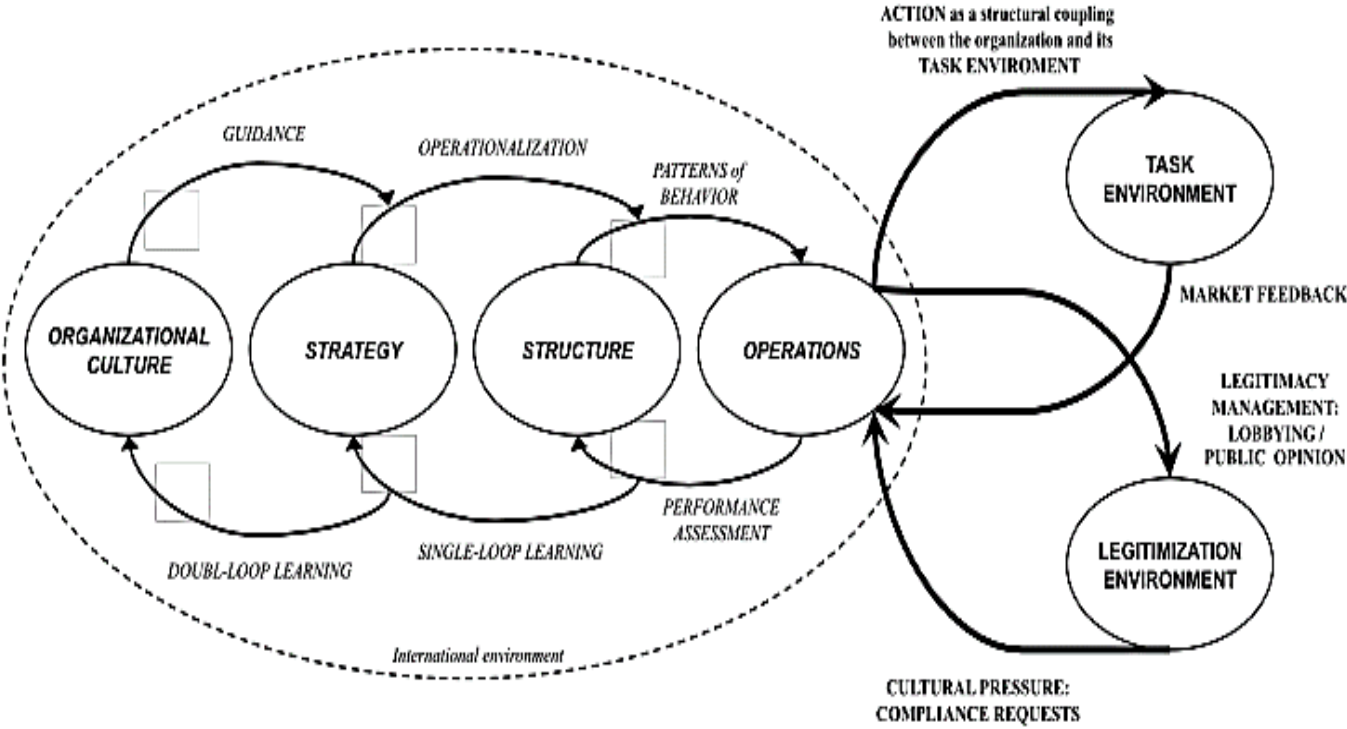 ACTION as a structural coupling
between the organization and its
TASK ENVIROMENT
GUIDANCE
OPERATIONALIZATION
PATTERNS of
BEHAVIOR
TASK
ENVIRONMENT
MARKET FEEDBACK
ORGANIZATIONAL
CULTURE
STRATEGY
STRUCTURE
OPERATIONS
LEGITIMACY
MANAGEMENT:
LOBBYING /
PUBLIC OPINION
PERFORMANCE
ASSESSMENT
SINGLE-LOOP LEARNING
DOUBL-LOOP LEARNING
LEGITIMIZATION
ENVIRONMENT
International environment
CULTURAL PRESSURE:
COMPLIANCE REQUESTS